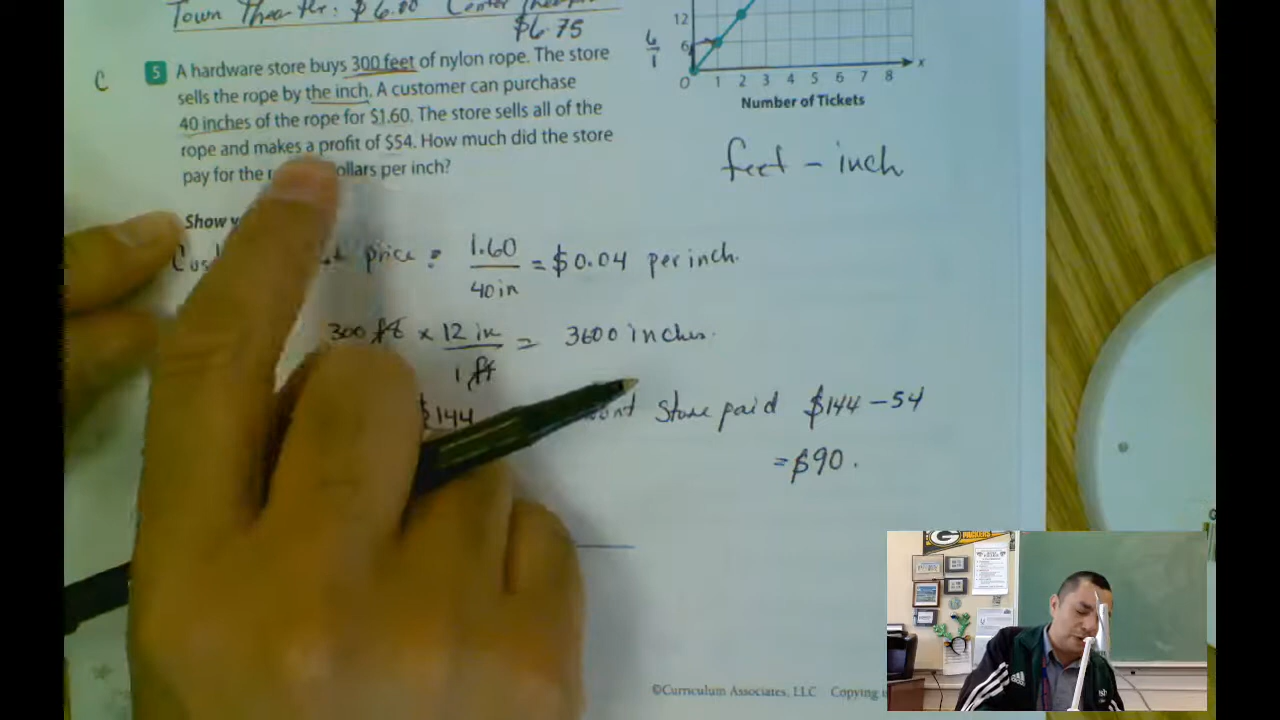 Town Theater: $6.00 Center Theater
$6.75
12
6
6
1
0 1 2 3 4 5 6 7 8 x
Number of Tickets
C 5 A hardware store buys 300 feet of nylon rope. The store
sells the rope by the inch. A customer can purchase
40 inches of the rope for $1.60. The store sells all of the
rope and makes a profit of $54. How much did the store
pay for the ollars per inch?
feet - inch
Show
price : 1.60 = $0.04 per inch.
40 in
300 ft × 12 in = 3600 inches.
1 ft
$144 Store paid $144 - 54
= $90.
©Curriculum Associates, LLC Copying
G